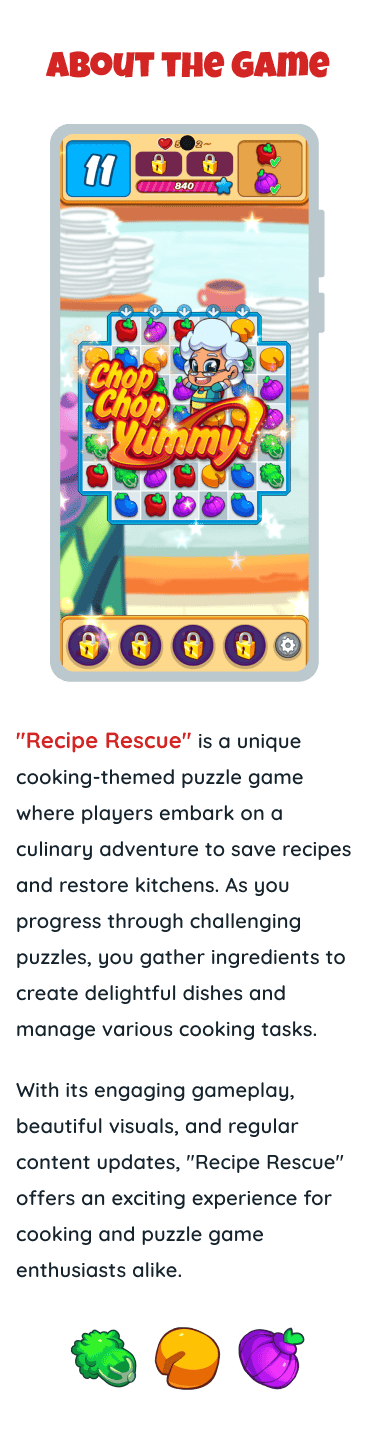 ABOUT THE GAME
11
840
Chop
Chop
Yummy!
"Recipe Rescue" is a unique
cooking-themed puzzle game
where players embark on a
culinary adventure to save recipes
and restore kitchens. As you
progress through challenging
puzzles, you gather ingredients to
create delightful dishes and
manage various cooking tasks.
With its engaging gameplay,
beautiful visuals, and regular
content updates, "Recipe Rescue"
offers an exciting experience for
cooking and puzzle game
enthusiasts alike.